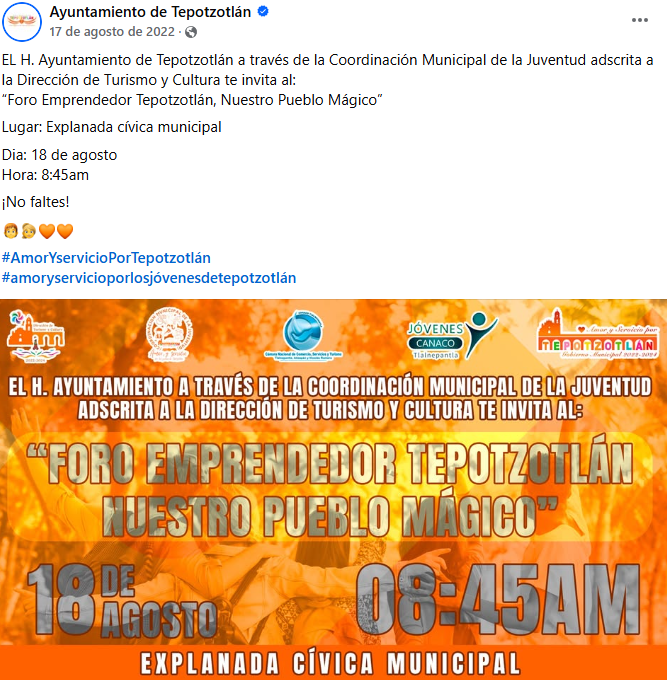 Ayuntamiento de Tepotzotlán
17 de agosto de 2022 ·
EL H. Ayuntamiento de Tepotzotlán a través de la Coordinación Municipal de la Juventud adscrita a
la Dirección de Turismo y Cultura te invita al:
“Foro Emprendedor Tepotzotlán, Nuestro Pueblo Mágico”
Lugar: Explanada cívica municipal
Dia: 18 de agosto
Hora: 8:45am
¡No faltes!
#AmorYservicioPorTepotzotlán
#amoryservicioporlosjóvenesdetepotzotlán
JÓVENES
CANACO
Tlalnepantla
Amor y Servicio por
TEPOTZOTLÁN
Gobierno Municipal 2022-2024
EL H. AYUNTAMIENTO A TRAVÉS DE LA COORDINACIÓN MUNICIPAL DE LA JUVENTUD
ADSCRITA A LA DIRECCIÓN DE TURISMO Y CULTURA TE INVITA AL:
“FORO EMPRENDEDOR TEPOTZOTLÁN
NUESTRO PUEBLO MÁGICO”
18 DE AGOSTO
08:45AM
EXPLANADA CÍVICA MUNICIPAL